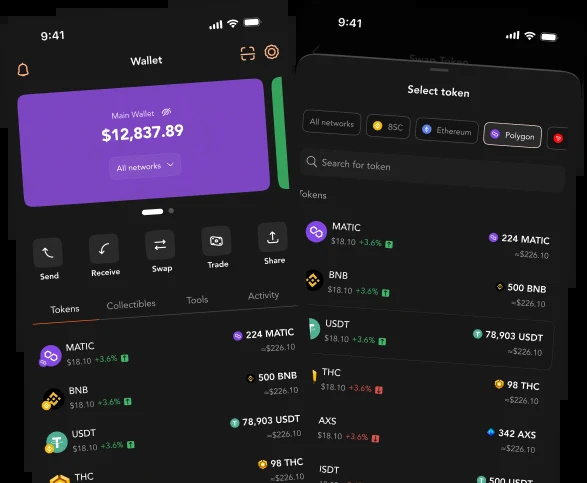 9:41
Wallet
Main Wallet
$12,837.89
All networks
Send
Receive
Swap
Trade
Share
Tokens
Collectibles
Tools
Activity
MATIC
224 MATIC
$18.10 +3.6%
≈$226.10
BNB
500 BNB
$18.10 +3.6%
≈$226.10
USDT
78,903 USDT
$18.10 +3.6%
≈$226.10
THC
98 THC
9:41
Swap Token
Select token
All networks
BSC
Ethereum
Polygon
Search for token
Tokens
MATIC
224 MATIC
$18.10 +3.6%
≈$226.10
BNB
500 BNB
$18.10 +3.6%
≈$226.10
USDT
78,903 USDT
$18.10 +3.6%
≈$226.10
THC
98 THC
$18.10 +3.6%
≈$226.10
AXS
342 AXS
$18.10 +3.6%
≈$226.10
USDT
500 USDT